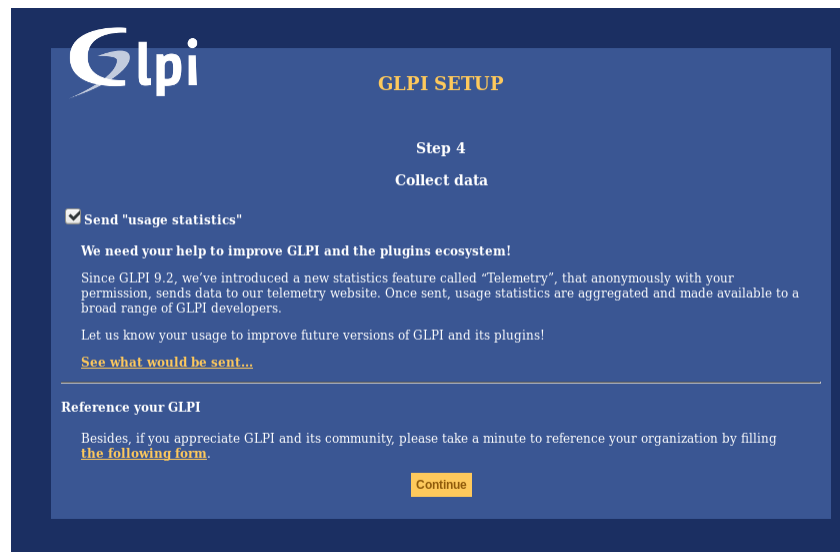 Glpi
GLPI SETUP
Step 4
Collect data
Send "usage statistics"
We need your help to improve GLPI and the plugins ecosystem!
Since GLPI 9.2, we’ve introduced a new statistics feature called “Telemetry”, that anonymously with your
permission, sends data to our telemetry website. Once sent, usage statistics are aggregated and made available to a
broad range of GLPI developers.
Let us know your usage to improve future versions of GLPI and its plugins!
See what would be sent...
Reference your GLPI
Besides, if you appreciate GLPI and its community, please take a minute to reference your organization by filling
the following form.
Continue